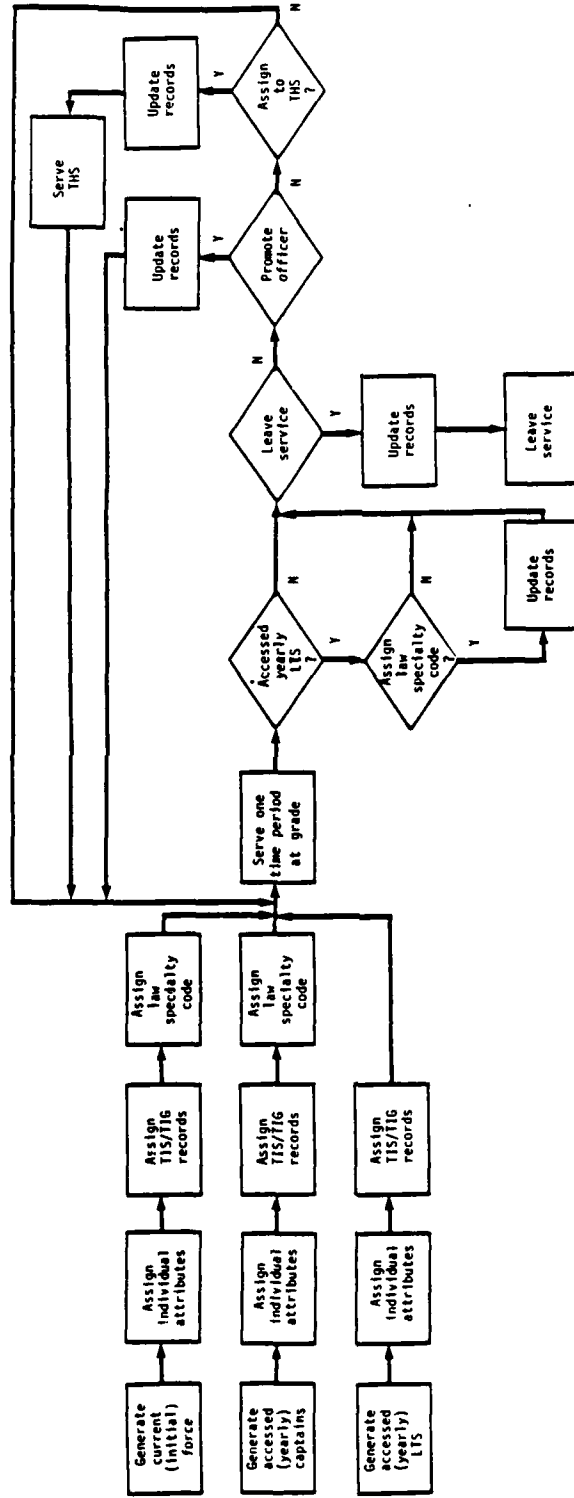 Generate
current
(initial)
force
Assign
individual
attributes
Assign
TIS/TIG
records
Assign
law
specialty
code
Generate
accessed
(yearly)
captains
Assign
individual
attributes
Assign
TIS/TIG
records
Assign
law
specialty
code
Generate
accessed
(yearly)
LTS
Assign
individual
attributes
Assign
TIS/TIG
records
Serve one
time period
at grade
Accessed
yearly
LTS
?
N
Y
Assign
law
specialty
code
?
N
Y
Update
records
Leave
service
N
Y
Update
records
Leave
service
Promote
officer
N
Y
Update
records
Assign
to
THS
?
N
Y
Update
records
Serve
THS